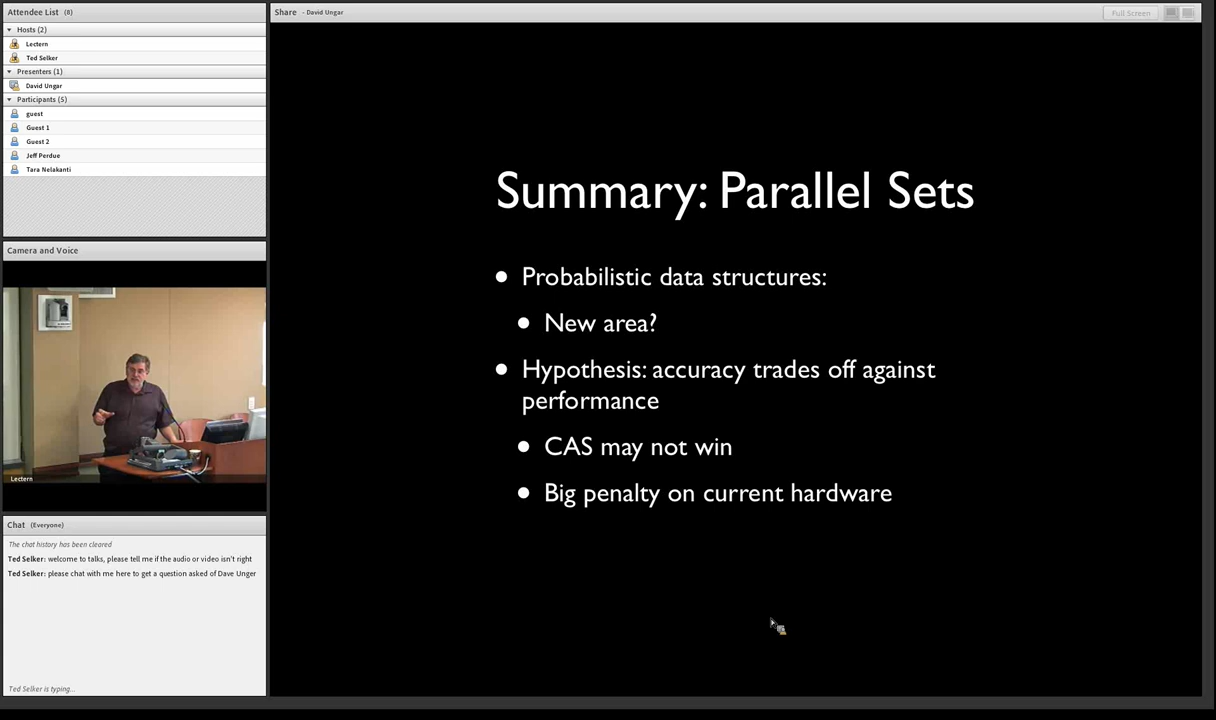 Attendee List (8)
Hosts (2)
Lectern
Ted Selker
Presenters (1)
David Ungar
Participants (5)
guest
Guest 1
Guest 2
Jeff Perdue
Tara Nelakanti
Camera and Voice
Lectern
Chat (Everyone)
The chat history has been cleared
Ted Selker: welcome to talks, please tell me if the audio or video isn't right
Ted Selker: please chat with me here to get a question asked of Dave Unger
Ted Selker is typing...
Share - David Ungar
Full Screen
Summary: Parallel Sets
• Probabilistic data structures:
• New area?
• Hypothesis: accuracy trades off against
performance
• CAS may not win
• Big penalty on current hardware